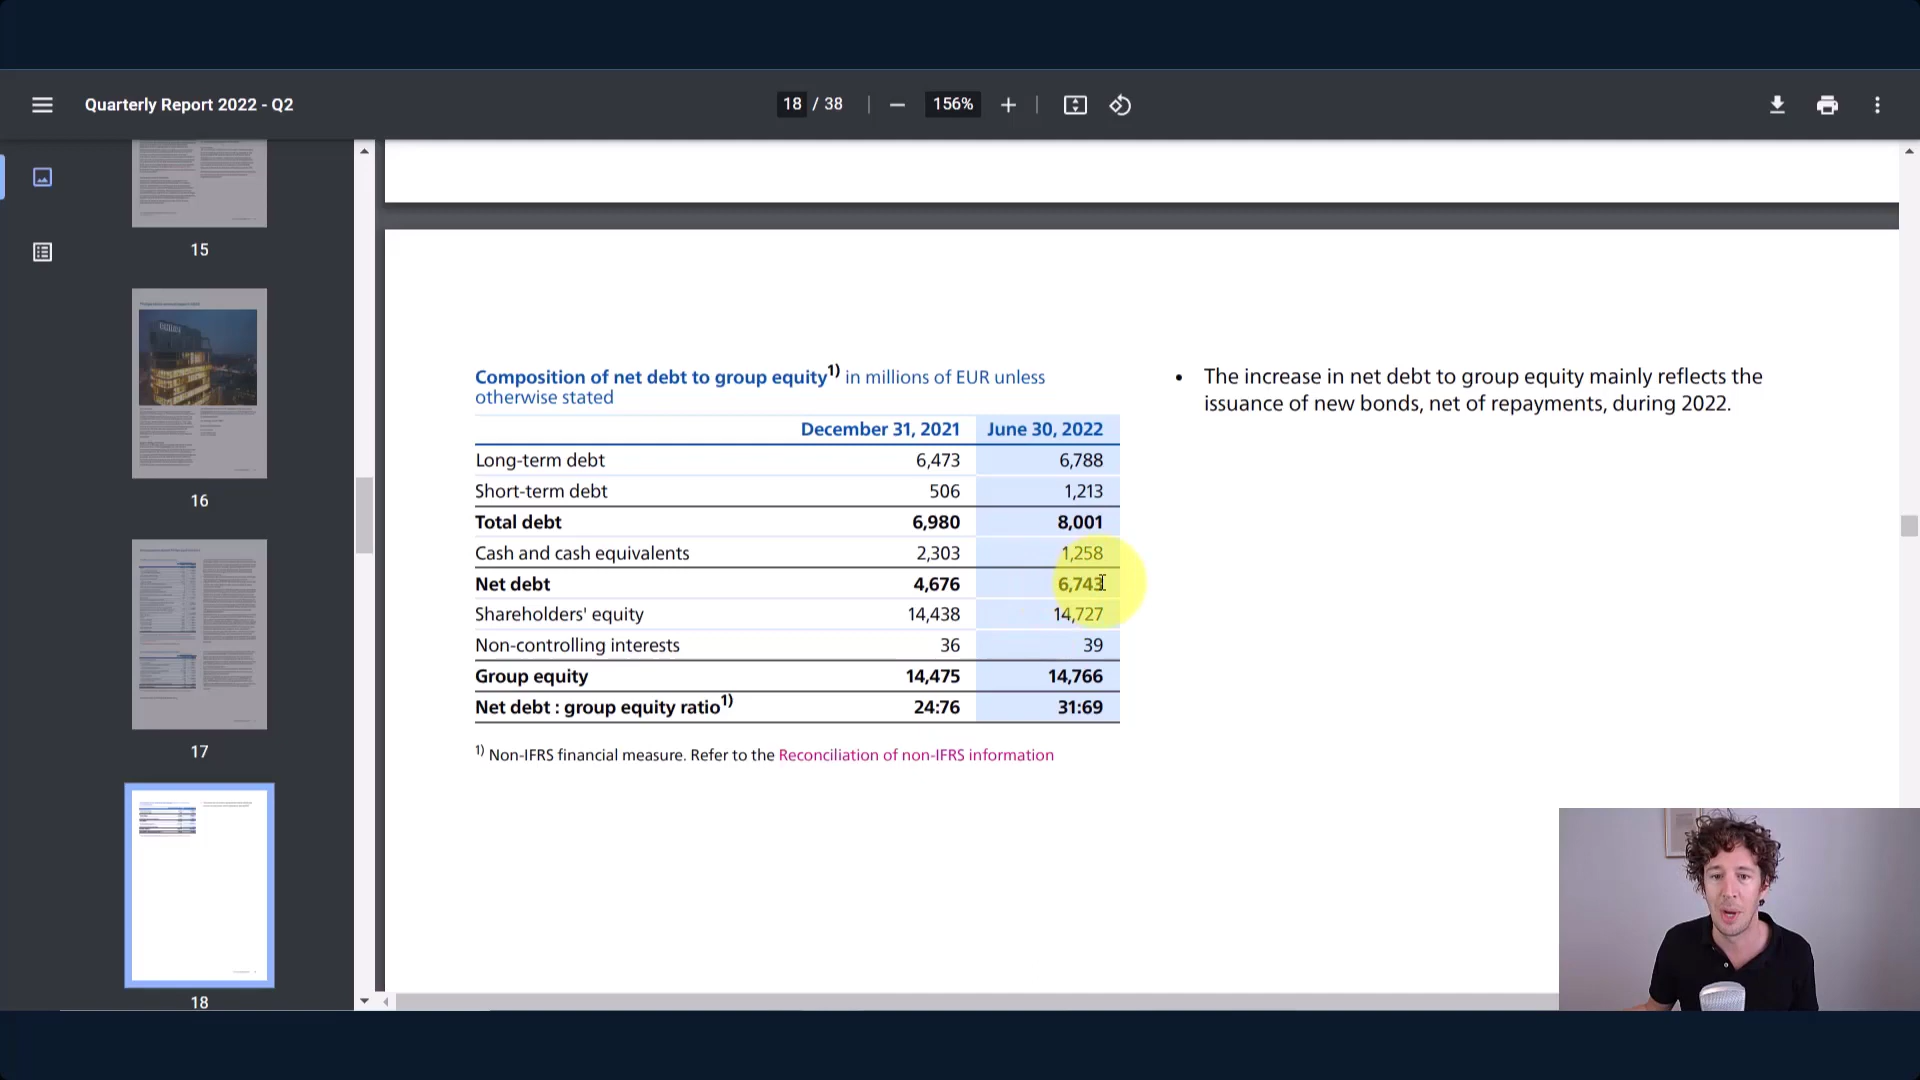 Quarterly Report 2022 - Q2
18 / 38
156%
15
16
17
18
Composition of net debt to group equity1) in millions of EUR unless
otherwise stated
December 31, 2021 June 30, 2022
Long-term debt 6,473 6,788
Short-term debt 506 1,213
Total debt 6,980 8,001
Cash and cash equivalents 2,303 1,258
Net debt 4,676 6,743
Shareholders' equity 14,438 14,727
Non-controlling interests 36 39
Group equity 14,475 14,766
Net debt : group equity ratio1) 24:76 31:69
1) Non-IFRS financial measure. Refer to the Reconciliation of non-IFRS information
• The increase in net debt to group equity mainly reflects the
issuance of new bonds, net of repayments, during 2022.